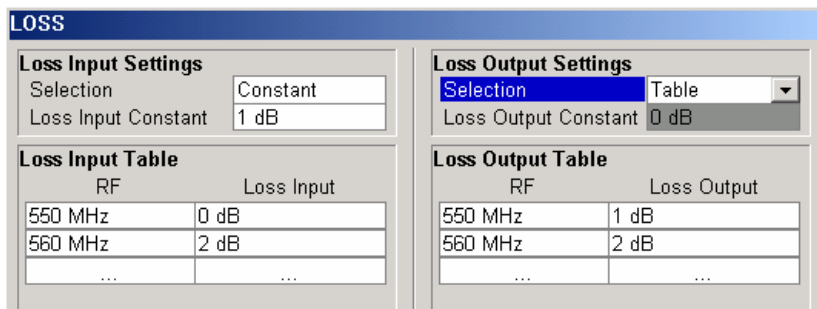 LOSS
Loss Input Settings
Selection Constant
Loss Input Constant 1 dB
Loss Input Table
RF Loss Input
550 MHz 0 dB
560 MHz 2 dB
... ...
Loss Output Settings
Selection Table
Loss Output Constant 0 dB
Loss Output Table
RF Loss Output
550 MHz 1 dB
560 MHz 2 dB
... ...